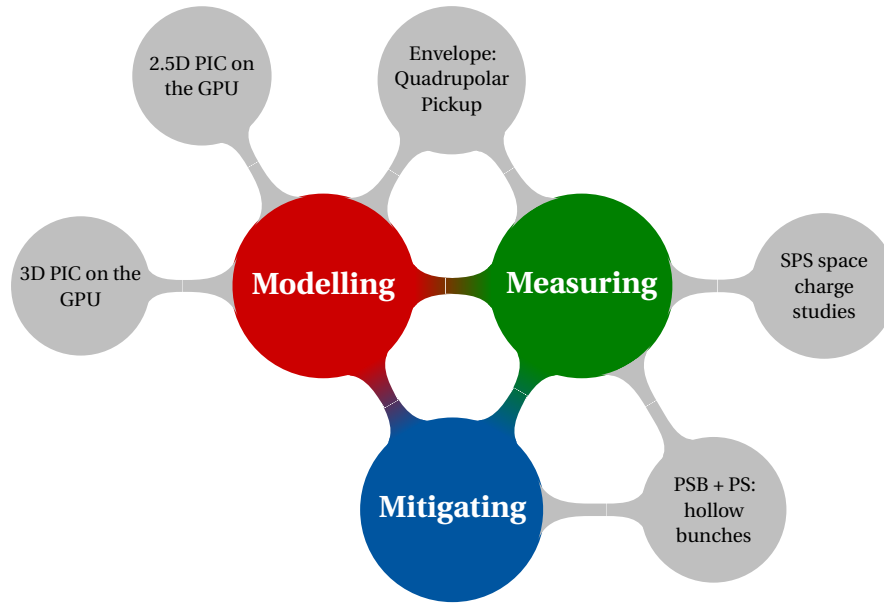 2.5D PIC on
the GPU
Envelope:
Quadrupolar
Pickup
3D PIC on the
GPU
Modelling
Measuring
SPS space
charge
studies
Mitigating
PSB + PS:
hollow
bunches